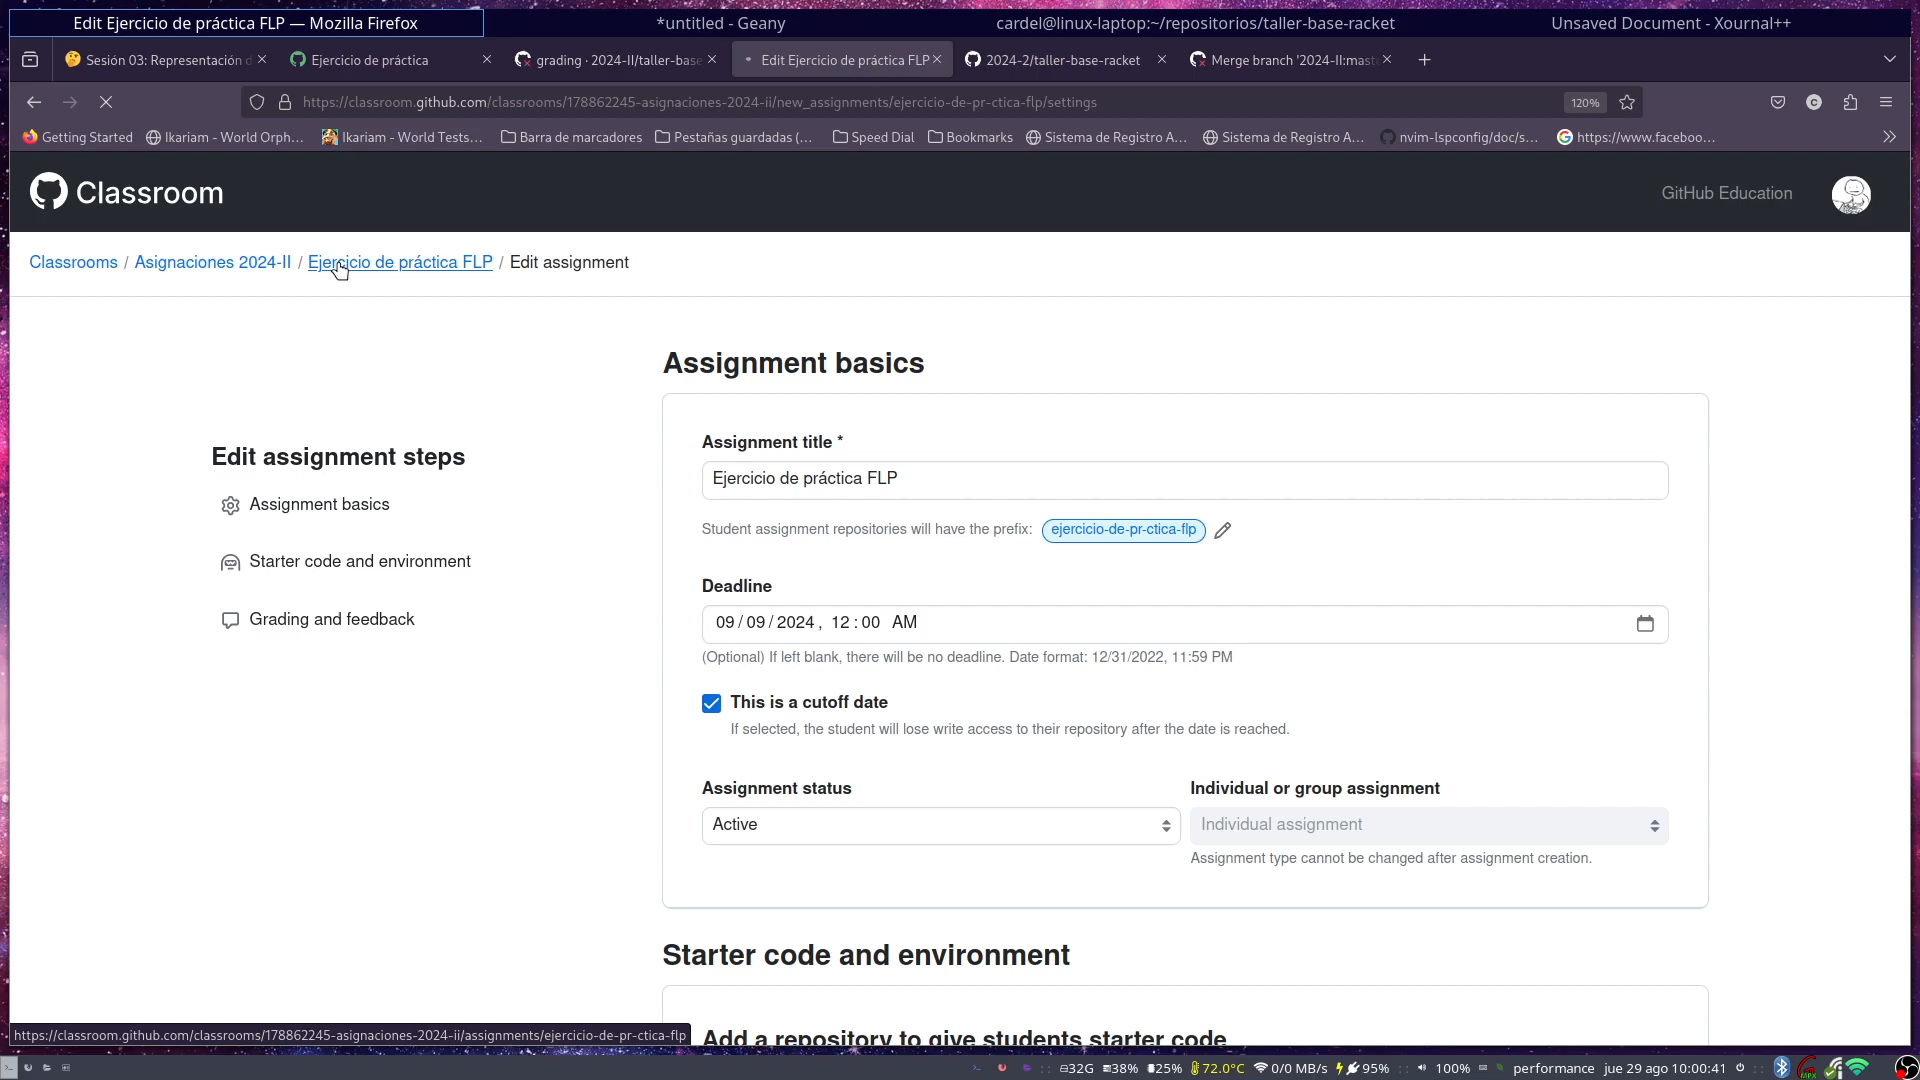 Edit Ejercicio de práctica FLP — Mozilla Firefox
*untitled - Geany
cardel@linux-laptop:~/repositorios/taller-base-racket
Unsaved Document - Xournal++
Sesión 03: Representación d
Ejercicio de práctica
grading · 2024-II/taller-base
Edit Ejercicio de práctica FLP
2024-2/taller-base-racket
Merge branch '2024-II:mast
https://classroom.github.com/classrooms/178862245-asignaciones-2024-ii/new_assignments/ejercicio-de-pr-ctica-flp/settings
120%
Getting Started
Ikariam - World Orph...
Ikariam - World Tests...
Barra de marcadores
Pestañas guardadas (...
Speed Dial
Bookmarks
Sistema de Registro A...
Sistema de Registro A...
nvim-lspconfig/doc/s...
https://www.faceboo...
Classroom
GitHub Education
Classrooms / Asignaciones 2024-II / Ejercicio de práctica FLP / Edit assignment
Assignment basics
Edit assignment steps
Assignment basics
Starter code and environment
Grading and feedback
Assignment title *
Ejercicio de práctica FLP
Student assignment repositories will have the prefix: ejercicio-de-pr-ctica-flp
Deadline
09/09/2024, 12:00 AM
(Optional) If left blank, there will be no deadline. Date format: 12/31/2022, 11:59 PM
This is a cutoff date
If selected, the student will lose write access to their repository after the date is reached.
Assignment status
Active
Individual or group assignment
Individual assignment
Assignment type cannot be changed after assignment creation.
Starter code and environment
Add a repository to give students starter code
https://classroom.github.com/classrooms/178862245-asignaciones-2024-ii/assignments/ejercicio-de-pr-ctica-flp
32G 38% 25% 72.0°C 0/0 MB/s 95% 100% performance jue 29 ago 10:00:41